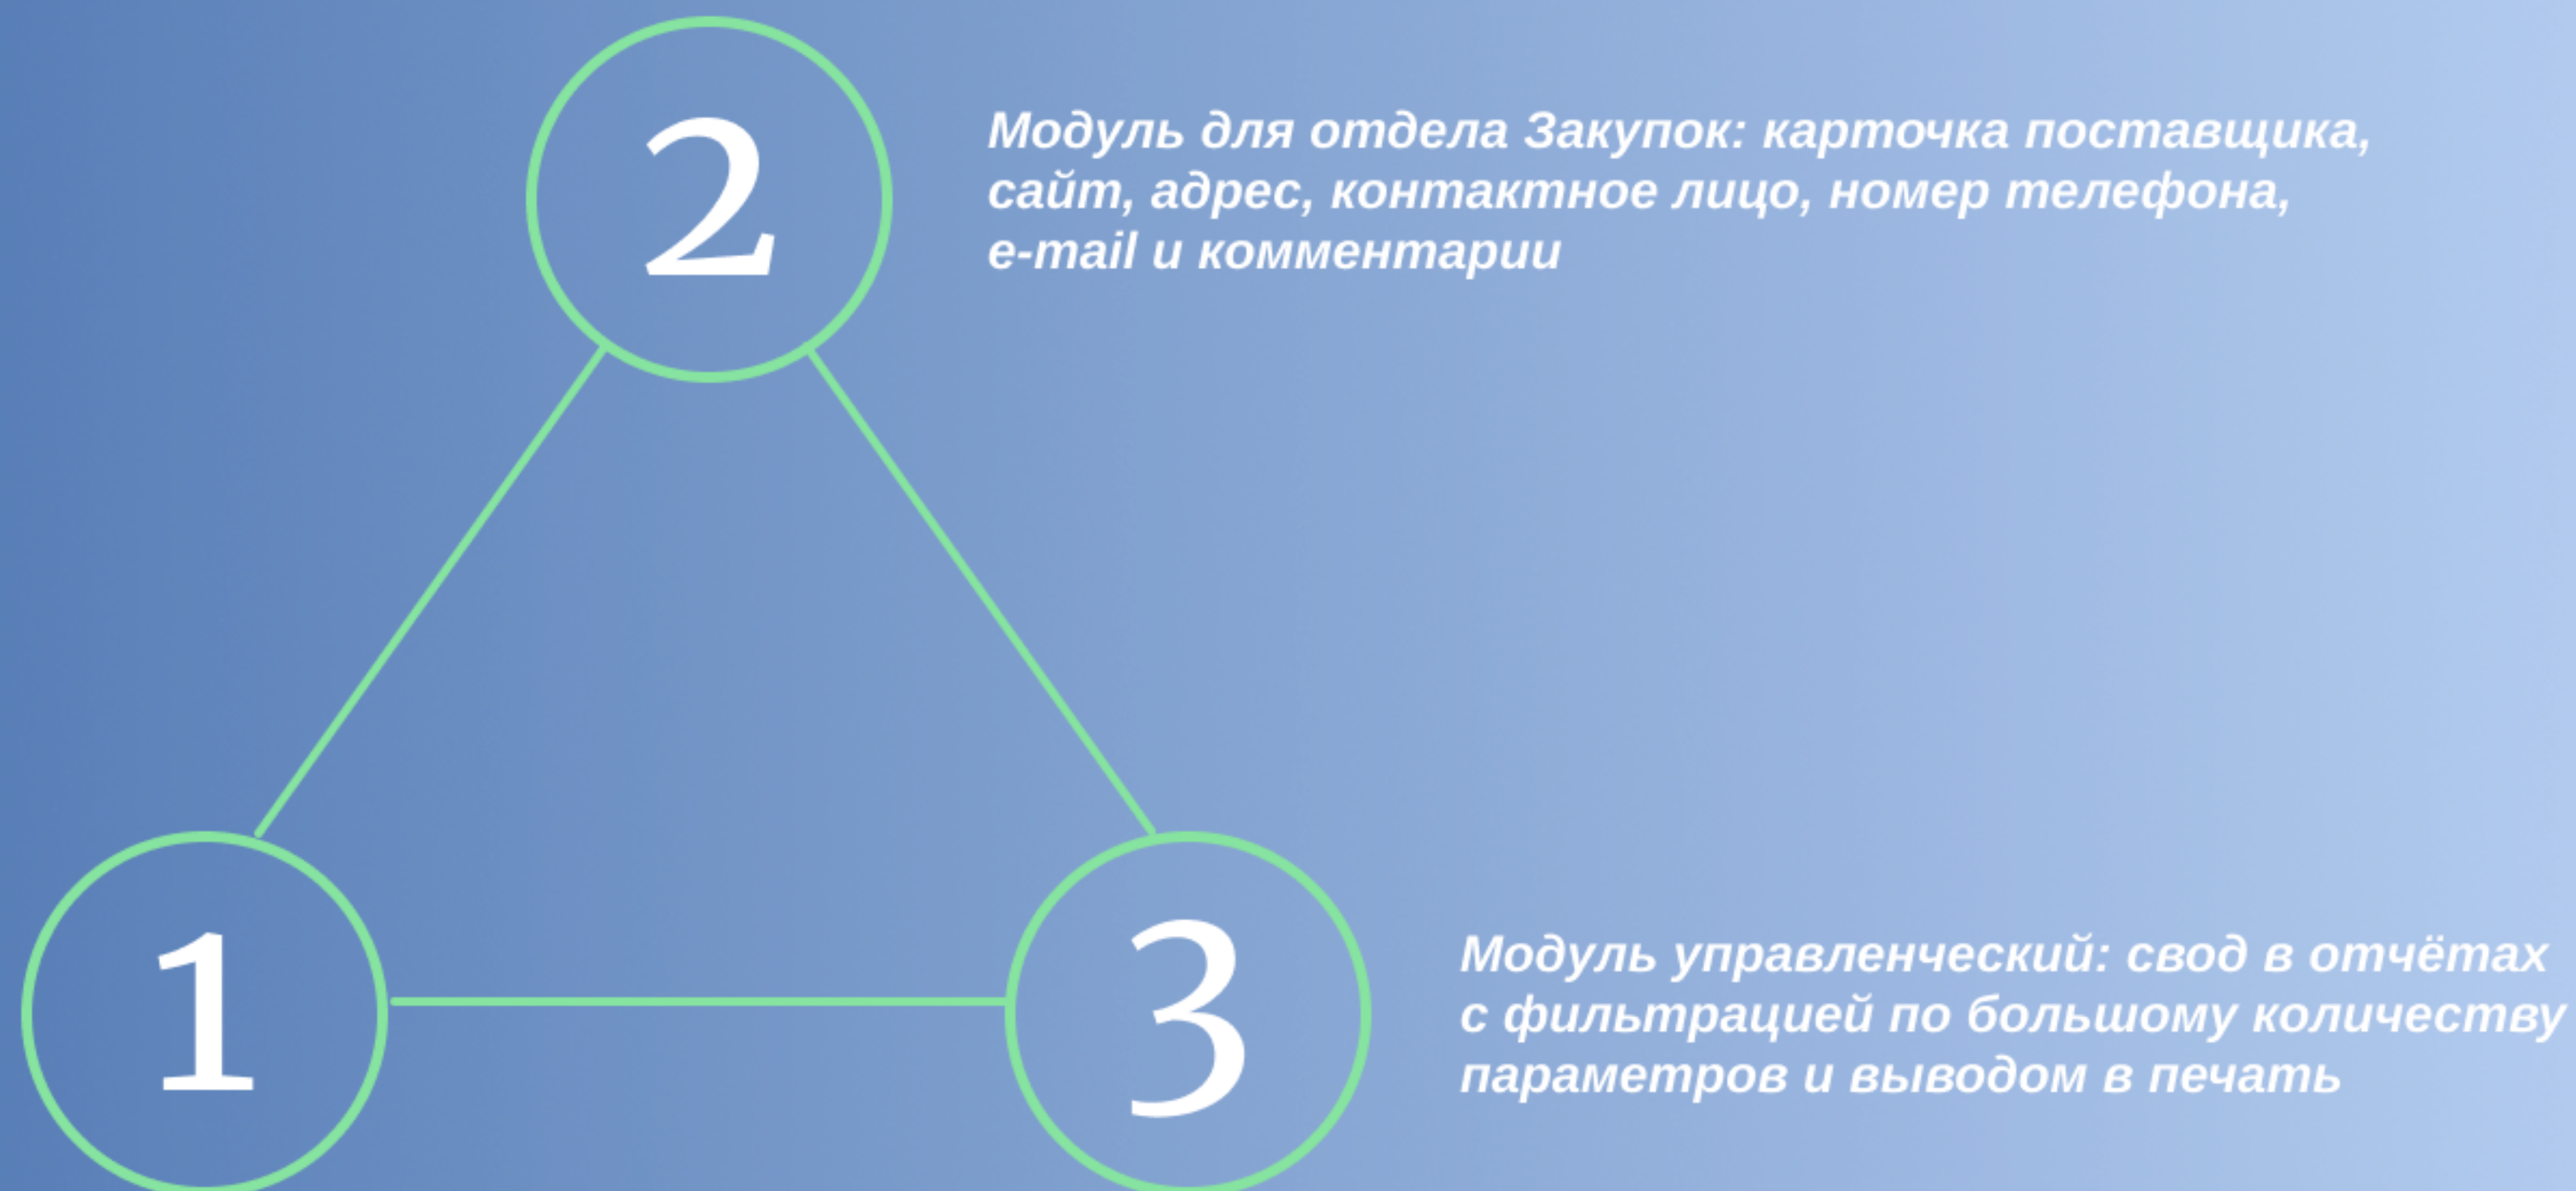 2
Модуль для отдела Закупок: карточка поставщика,
сайт, адрес, контактное лицо, номер телефона,
e-mail и комментарии
1
3
Модуль управленческий: свод в отчётах
с фильтрацией по большому количеству
параметров и выводом в печать